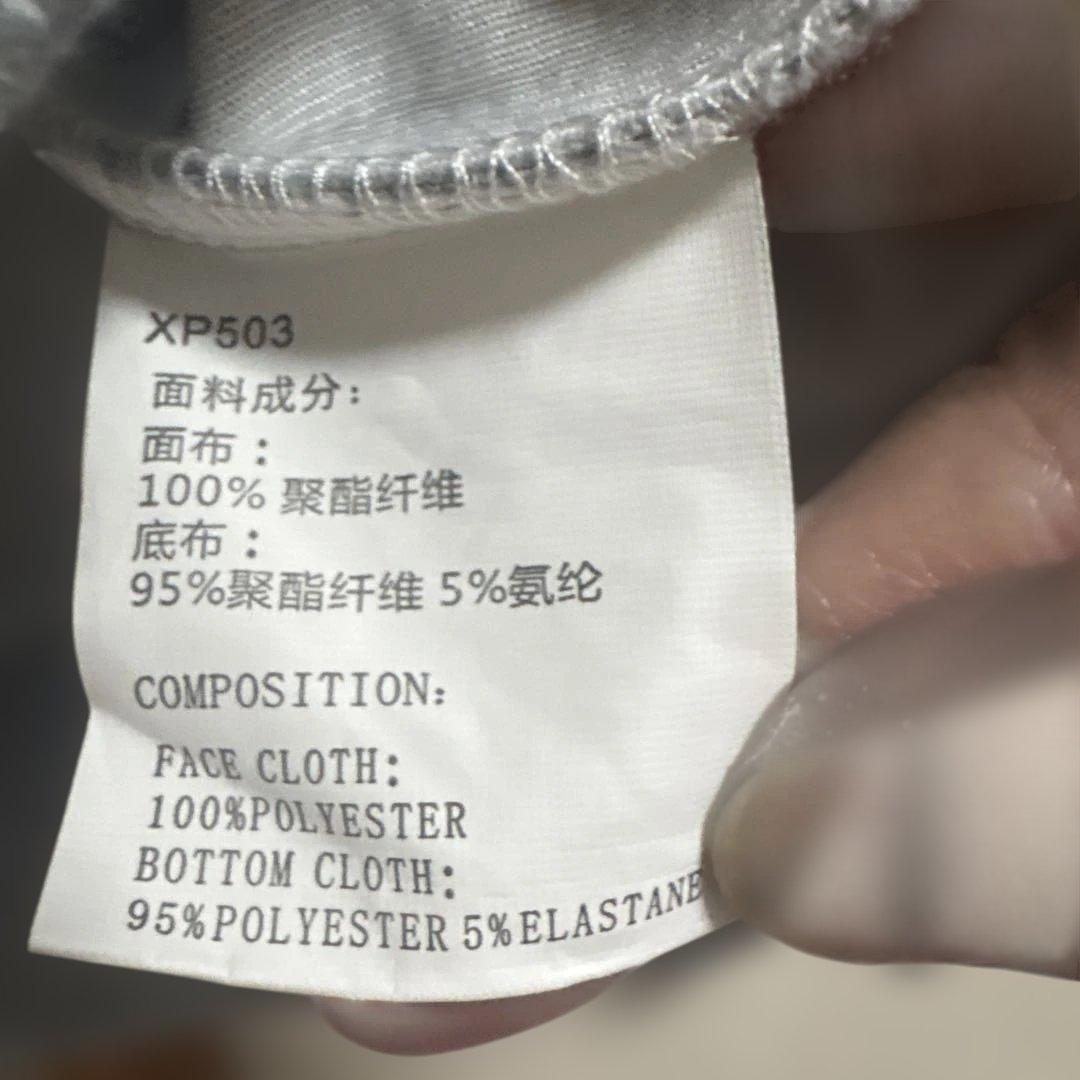 XP503
面料成分:
面布：
100% 聚酯纤维
底布：
95%聚酯纤维 5%氨纶
COMPOSITION:
FACE CLOTH:
100%POLYESTER
BOTTOM CLOTH:
95%POLYESTER 5%ELASTANE